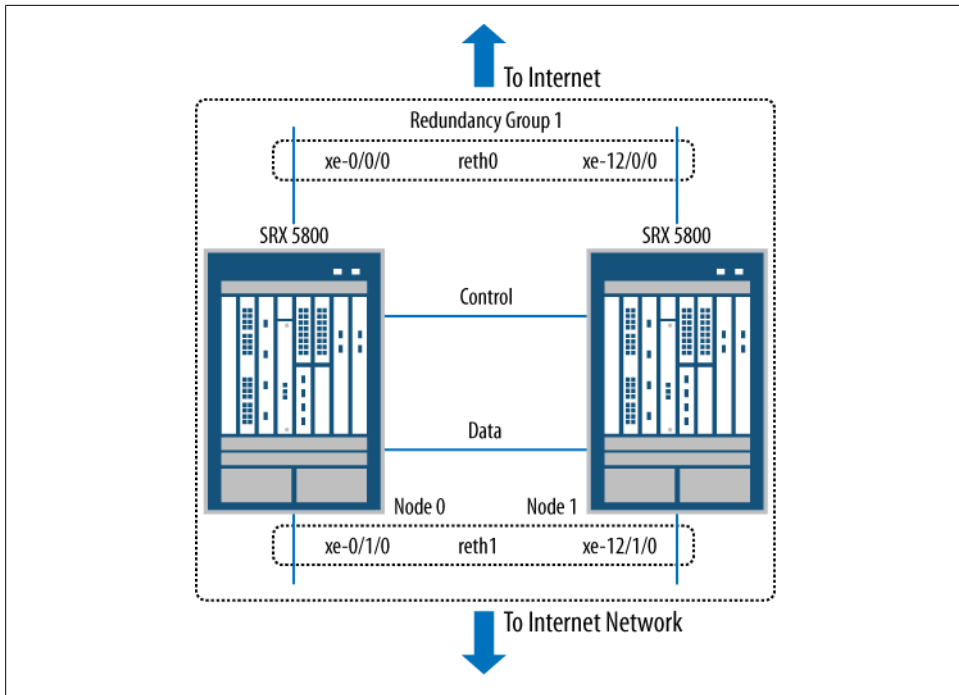 To Internet
Redundancy Group 1
xe-0/0/0 reth0 xe-12/0/0
SRX 5800 SRX 5800
Control
Data
Node 0 Node 1
xe-0/1/0 reth1 xe-12/1/0
To Internet Network